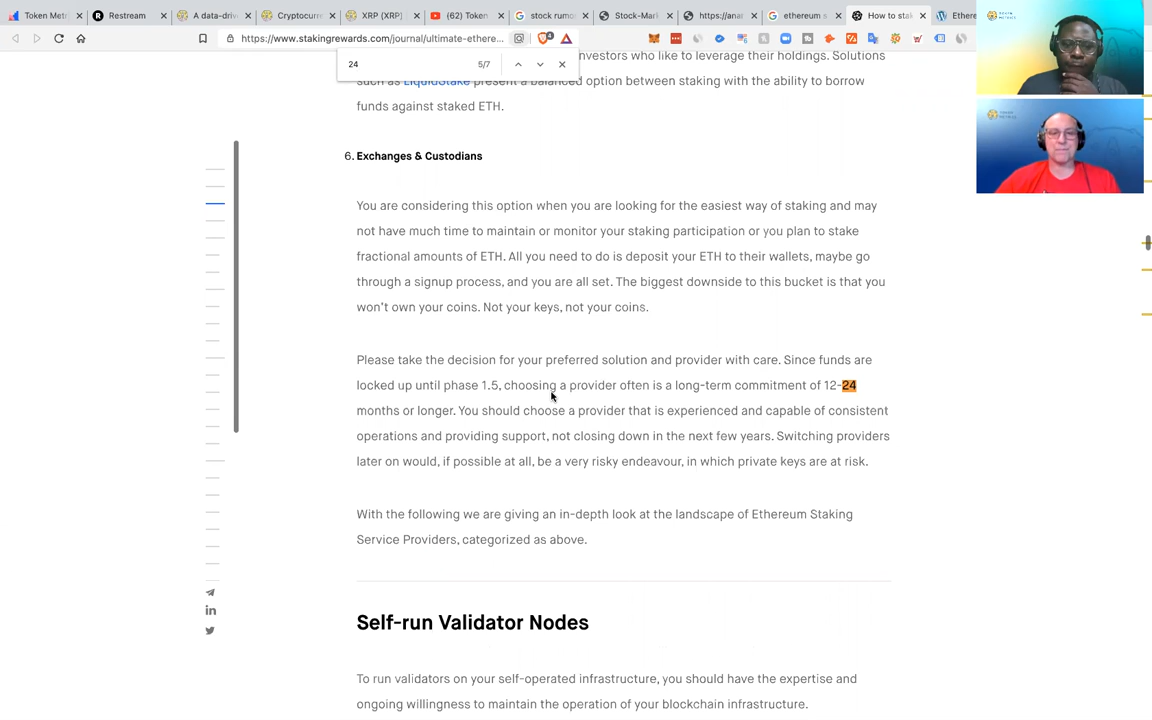 Token Metr
Restream
A data-driv
Cryptocurr
XRP (XRP)
(62) Token
stock rumo
Stock-Mar
https://anar
ethereum s
How to stak
Ethere
https://www.stakingrewards.com/journal/ultimate-ethere...
24
5/7
investors who like to leverage their holdings. Solutions
such as LiquidStake present a balanced option between staking with the ability to borrow
funds against staked ETH.
6. Exchanges & Custodians
You are considering this option when you are looking for the easiest way of staking and may
not have much time to maintain or monitor your staking participation or you plan to stake
fractional amounts of ETH. All you need to do is deposit your ETH to their wallets, maybe go
through a signup process, and you are all set. The biggest downside to this bucket is that you
won't own your coins. Not your keys, not your coins.
Please take the decision for your preferred solution and provider with care. Since funds are
locked up until phase 1.5, choosing a provider often is a long-term commitment of 12-24
months or longer. You should choose a provider that is experienced and capable of consistent
operations and providing support, not closing down in the next few years. Switching providers
later on would, if possible at all, be a very risky endeavour, in which private keys are at risk.
With the following we are giving an in-depth look at the landscape of Ethereum Staking
Service Providers, categorized as above.
Self-run Validator Nodes
To run validators on your self-operated infrastructure, you should have the expertise and
ongoing willingness to maintain the operation of your blockchain infrastructure.